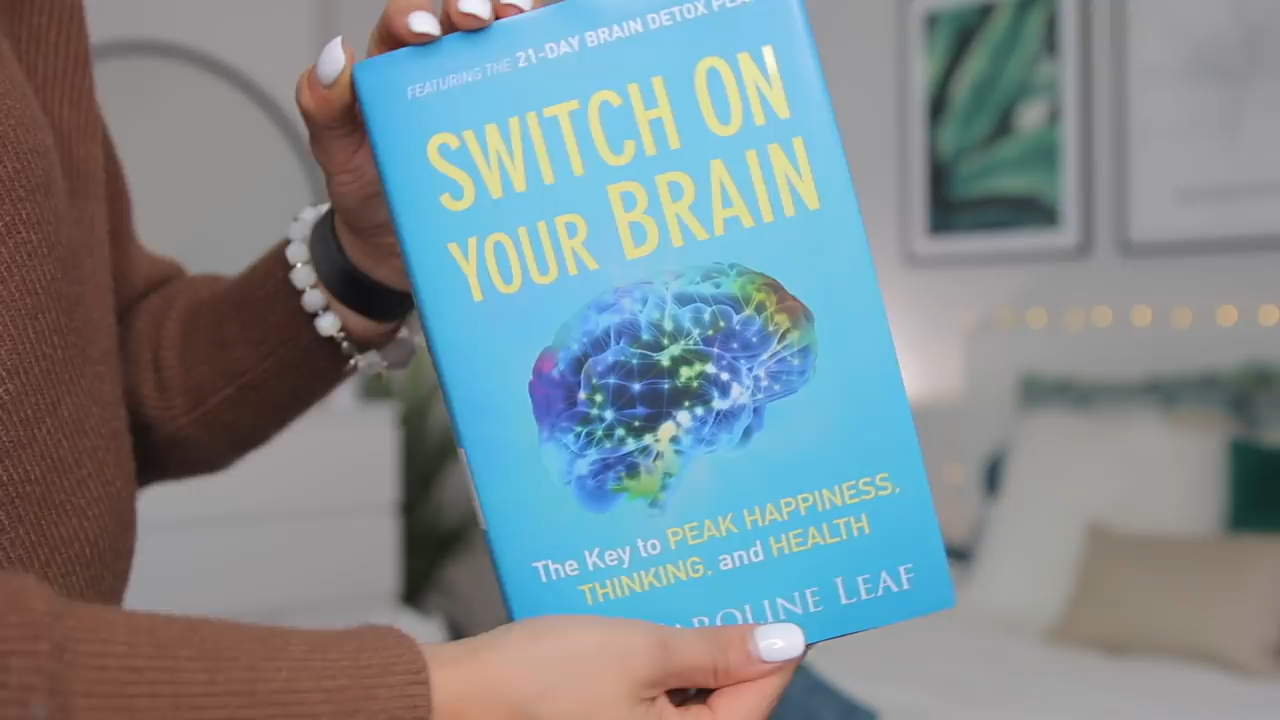 FEATURING THE 21-DAY BRAIN DETOX
SWITCH ON
YOUR BRAIN
The Key to PEAK HAPPINESS,
THINKING, and HEALTH
LEAF